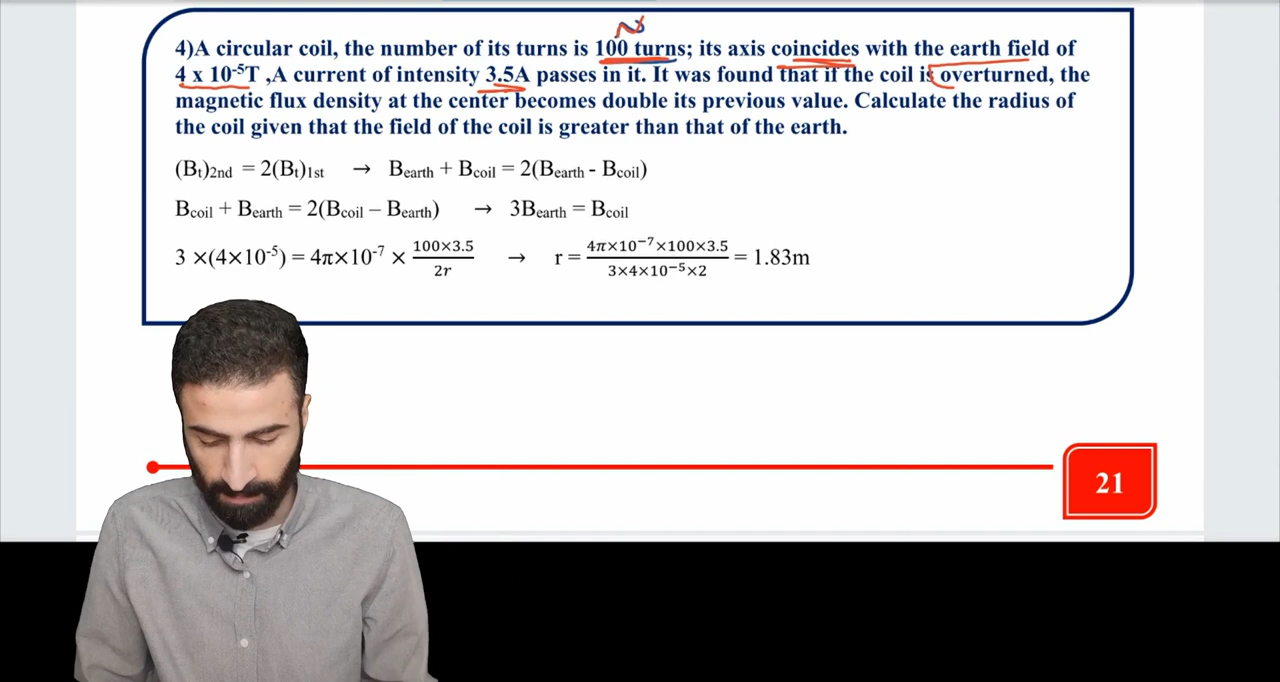 N
4)A circular coil, the number of its turns is 100 turns; its axis coincides with the earth field of
4 x 10⁻⁵T ,A current of intensity 3.5A passes in it. It was found that if the coil is overturned, the
magnetic flux density at the center becomes double its previous value. Calculate the radius of
the coil given that the field of the coil is greater than that of the earth.
(Bₜ)2nd = 2(Bₜ)1st → Bearth + Bcoil = 2(Bearth - Bcoil)
Bcoil + Bearth = 2(Bcoil – Bearth) → 3Bearth = Bcoil
3 ×(4×10⁻⁵) = 4π×10⁻⁷ × 100×3.5/2r → r = 4π×10⁻⁷×100×3.5/3×4×10⁻⁵×2 = 1.83m
21